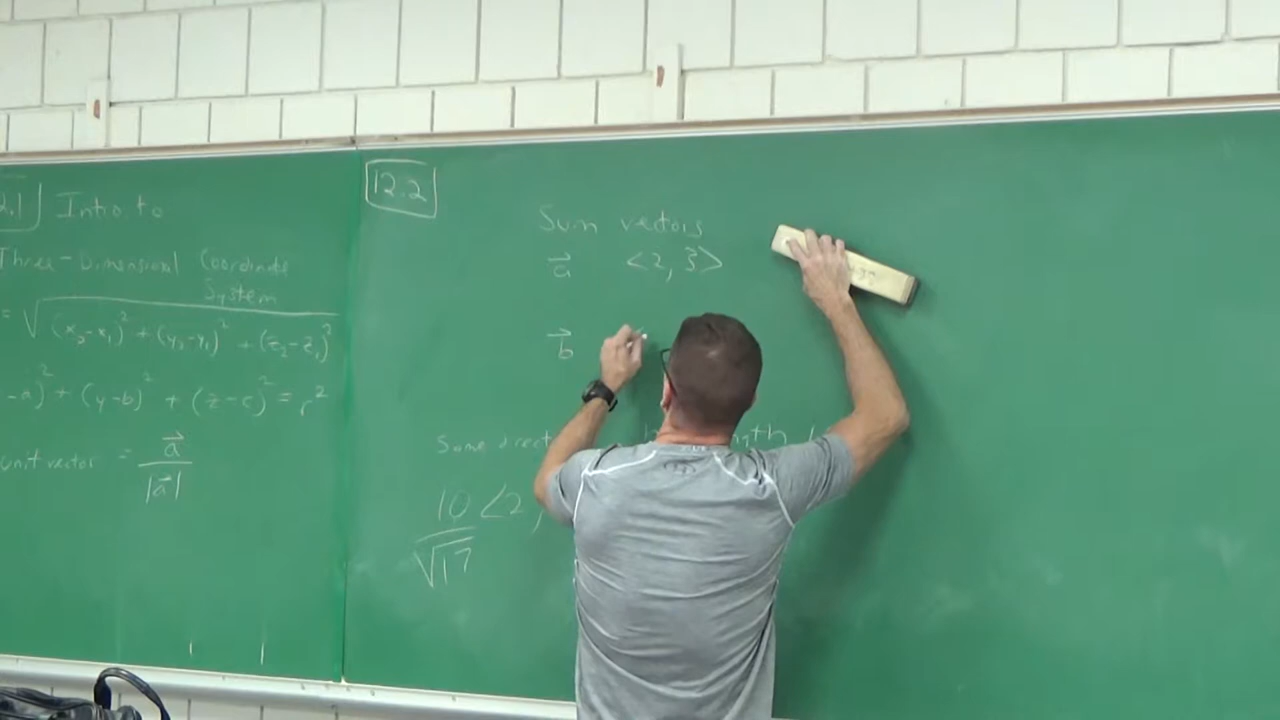 2.1 Intro to
Three-Dimensional Coordinate
System
= √(x₂-x₁)² + (y₂-y₁)² + (z₂-z₁)²
-a)² + (y-b)² + (z-c)² = r²
unit vector = a⃗ / |a⃗|
12.2
Sum vectors
a⃗ <2, 3>
b⃗
Same direct
10 <2,
√17